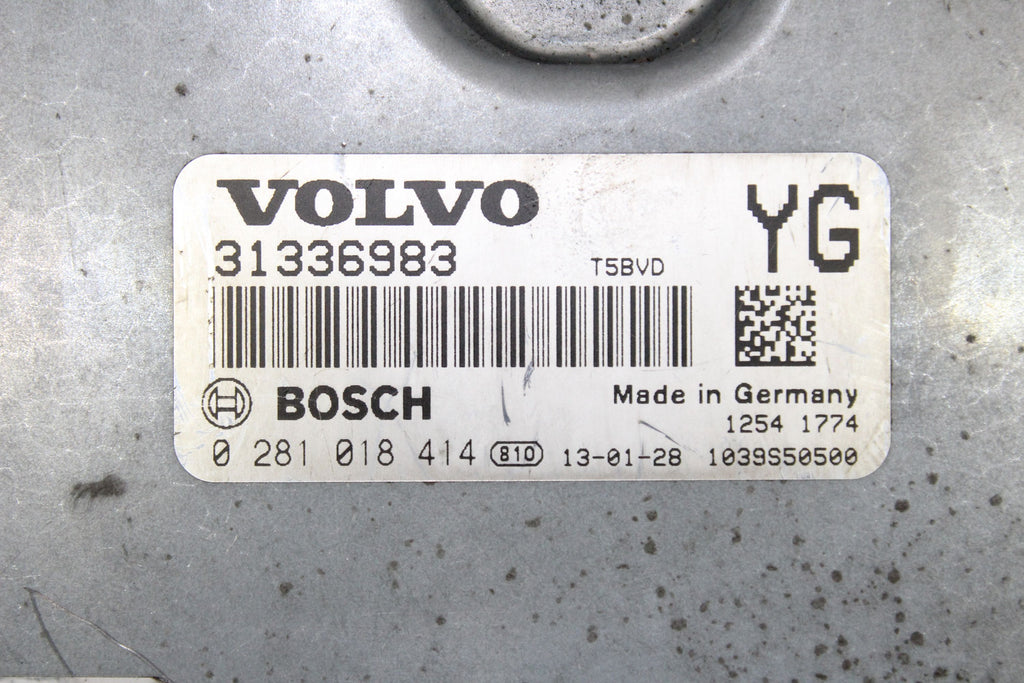 VOLVO
YG
31336983
T5BVD
BOSCH
Made in Germany
1254 1774
0 281 018 414 810 13-01-28 1039S50500